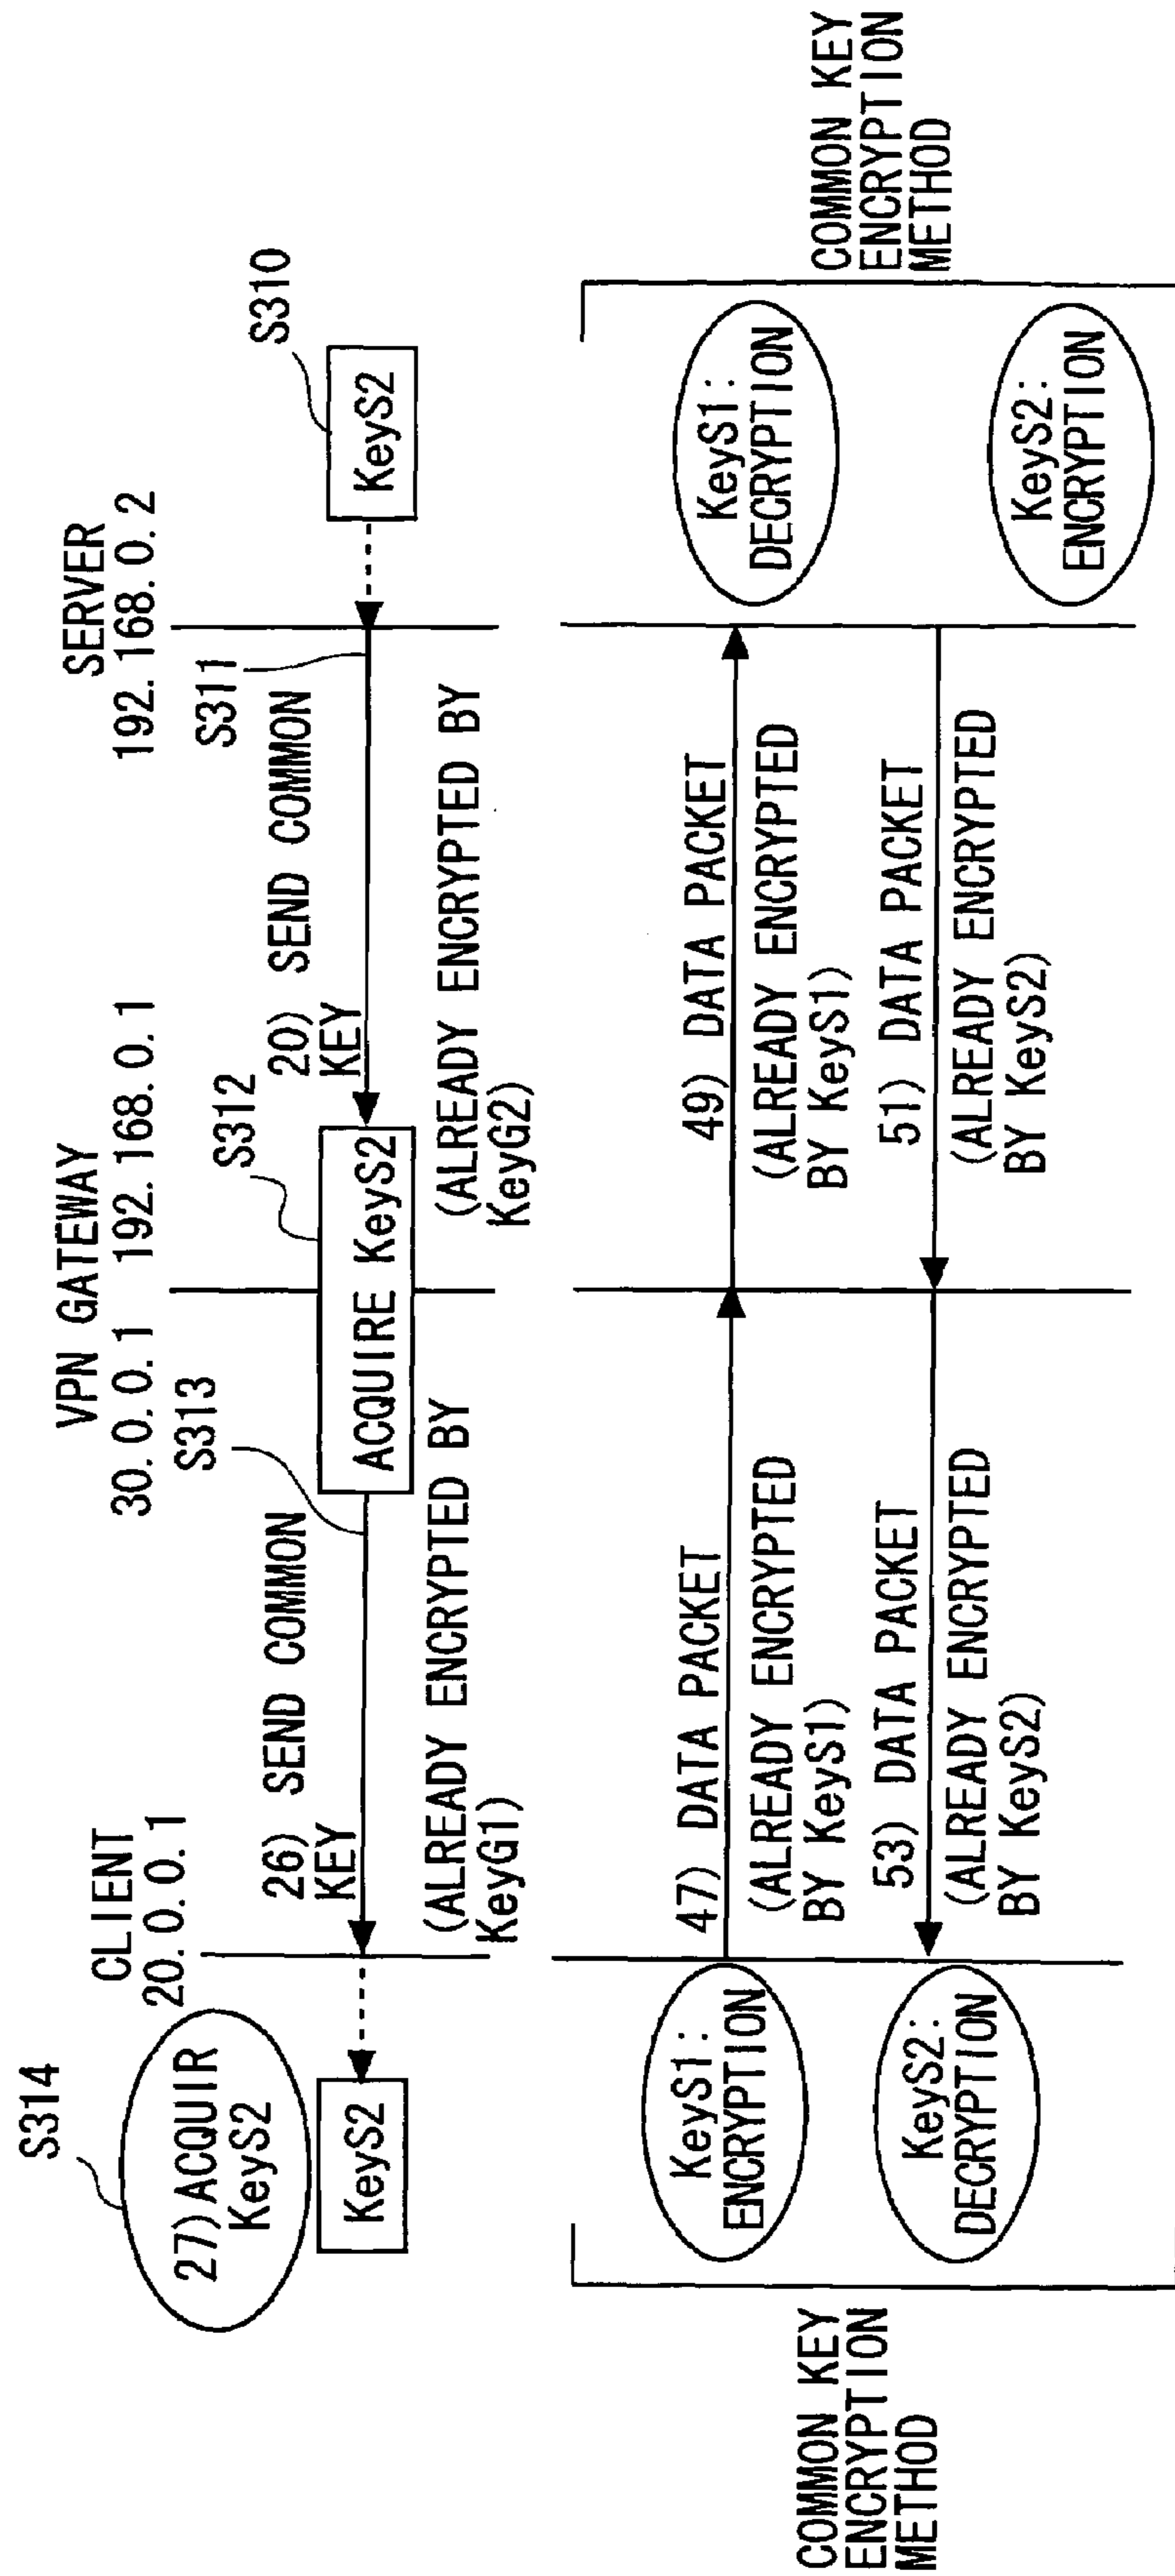 CLIENT
20. 0. 0. 1
VPN GATEWAY
30. 0. 0. 1 192. 168. 0. 1
SERVER
192. 168. 0. 2
S314
27) ACQUIR
KeyS2
KeyS2
S313
26) SEND COMMON
KEY
(ALREADY ENCRYPTED BY
KeyG1)
S312
ACQUIRE KeyS2
S311
20) SEND COMMON
KEY
(ALREADY ENCRYPTED BY
KeyG2)
S310
KeyS2
COMMON KEY
ENCRYPTION
METHOD
KeyS1:
ENCRYPTION
47) DATA PACKET
(ALREADY ENCRYPTED
BY KeyS1)
49) DATA PACKET
(ALREADY ENCRYPTED
BY KeyS1)
KeyS1:
DECRYPTION
KeyS2:
DECRYPTION
53) DATA PACKET
(ALREADY ENCRYPTED
BY KeyS2)
51) DATA PACKET
(ALREADY ENCRYPTED
BY KeyS2)
KeyS2:
ENCRYPTION
COMMON KEY
ENCRYPTION
METHOD